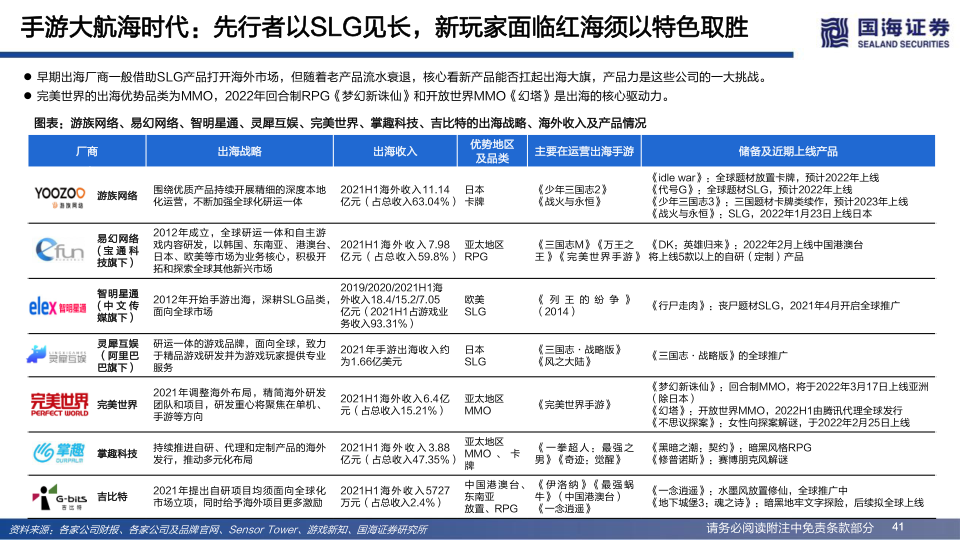 手游大航海时代：先行者以SLG见长，新玩家面临红海须以特色取胜
国海证券
SEALAND SECURITIES
● 早期出海厂商一般借助SLG产品打开海外市场，但随着老产品流水衰退，核心看新产品能否扛起出海大旗，产品力是这些公司的一大挑战。
● 完美世界的出海优势品类为MMO，2022年回合制RPG《梦幻新诛仙》和开放世界MMO《幻塔》是出海的核心驱动力。
图表：游族网络、易幻网络、智明星通、灵犀互娱、完美世界、掌趣科技、吉比特的出海战略、海外收入及产品情况
厂商 出海战略 出海收入 优势地区
及品类 主要在运营出海手游 储备及近期上线产品
YOOZOO
游族网络
游族网络
围绕优质产品持续开展精细的深度本地
化运营，不断加强全球化研运一体
2021H1海外收入11.14
亿元（占总收入63.04%）
日本
卡牌
《少年三国志2》
《战火与永恒》
《idle war》：全球题材放置卡牌，预计2022年上线
《代号G》：全球题材SLG，预计2022年上线
《少年三国志3》：三国题材卡牌类续作，预计2023年上线
《战火与永恒》：SLG，2022年1月23日上线日本
efun
易幻网络
（宝通科
技旗下）
2012年成立，全球研运一体和自主游
戏内容研发，以韩国、东南亚、港澳台、
日本、欧美等市场为业务核心，积极开
拓和探索全球其他新兴市场
2021H1海外收入7.98
亿元（占总收入59.8%）
亚太地区
RPG
《三国志M》《万王之
王》《完美世界手游》
《DK：英雄归来》：2022年2月上线中国港澳台
将上线5款以上的自研（定制）产品
elex 智明星通
智明星通
（中文传
媒旗下）
2012年开始手游出海，深耕SLG品类，
面向全球市场
2019/2020/2021H1海
外收入18.4/15.2/7.05
亿元（2021H1占游戏业
务收入93.31%）
欧美
SLG
《列王的纷争》
（2014）
《行尸走肉》：丧尸题材SLG，2021年4月开启全球推广
灵犀互娱
灵犀互娱
（阿里巴
巴旗下）
研运一体的游戏品牌，面向全球，致力
于精品游戏研发并为游戏玩家提供专业
服务
2021年手游出海收入约
为1.66亿美元
日本
SLG
《三国志·战略版》
《风之大陆》
《三国志·战略版》的全球推广
完美世界
PERFECT WORLD
完美世界
2021年调整海外布局，精简海外研发
团队和项目，研发重心将聚焦在单机、
手游等方向
2021H1海外收入6.4亿
元（占总收入15.21%）
亚太地区
MMO
《完美世界手游》
《梦幻新诛仙》：回合制MMO，将于2022年3月17日上线亚洲
（除日本）
《幻塔》：开放世界MMO，2022H1由腾讯代理全球发行
《不思议探案》：女性向探案解谜，于2022年2月25日上线
掌趣
OURPALM
掌趣科技
持续推进自研、代理和定制产品的海外
发行，推动多元化布局
2021H1海外收入3.88
亿元（占总收入47.35%）
亚太地区
MMO、卡
牌
《一拳超人：最强之
男》《奇迹：觉醒》
《黑暗之潮：契约》：暗黑风格RPG
《修普诺斯》：赛博朋克风解谜
G-bits
吉比特
吉比特
2021年提出自研项目均须面向全球化
市场立项，同时给予海外项目更多激励
2021H1海外收入5727
万元（占总收入2.4%）
中国港澳台、
东南亚
放置、RPG
《伊洛纳》《最强蜗
牛》（中国港澳台）
《一念逍遥》
《一念逍遥》：水墨风放置修仙，全球推广中
《地下城堡3：魂之诗》：暗黑地牢文字探险，后续拟全球上线
资料来源：各家公司财报、各家公司及品牌官网、Sensor Tower、游戏新知、国海证券研究所
请务必阅读附注中免责条款部分 41